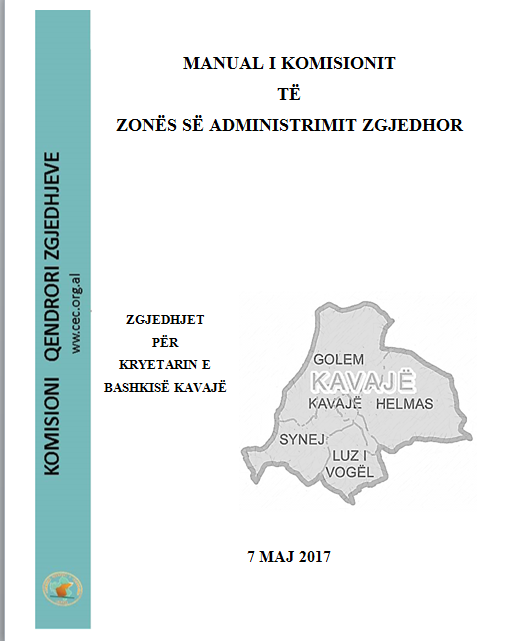 MANUAL I KOMISIONIT
TË
ZONËS SË ADMINISTRIMIT ZGJEDHOR
KOMISIONI QENDRORI ZGJEDHJEVE
www.cec.org.al
ZGJEDHJET
PËR
KRYETARIN E
BASHKISË KAVAJË
GOLEM
KAVAJË
KAVAJË HELMAS
SYNEJ
LUZ I
VOGËL
7 MAJ 2017